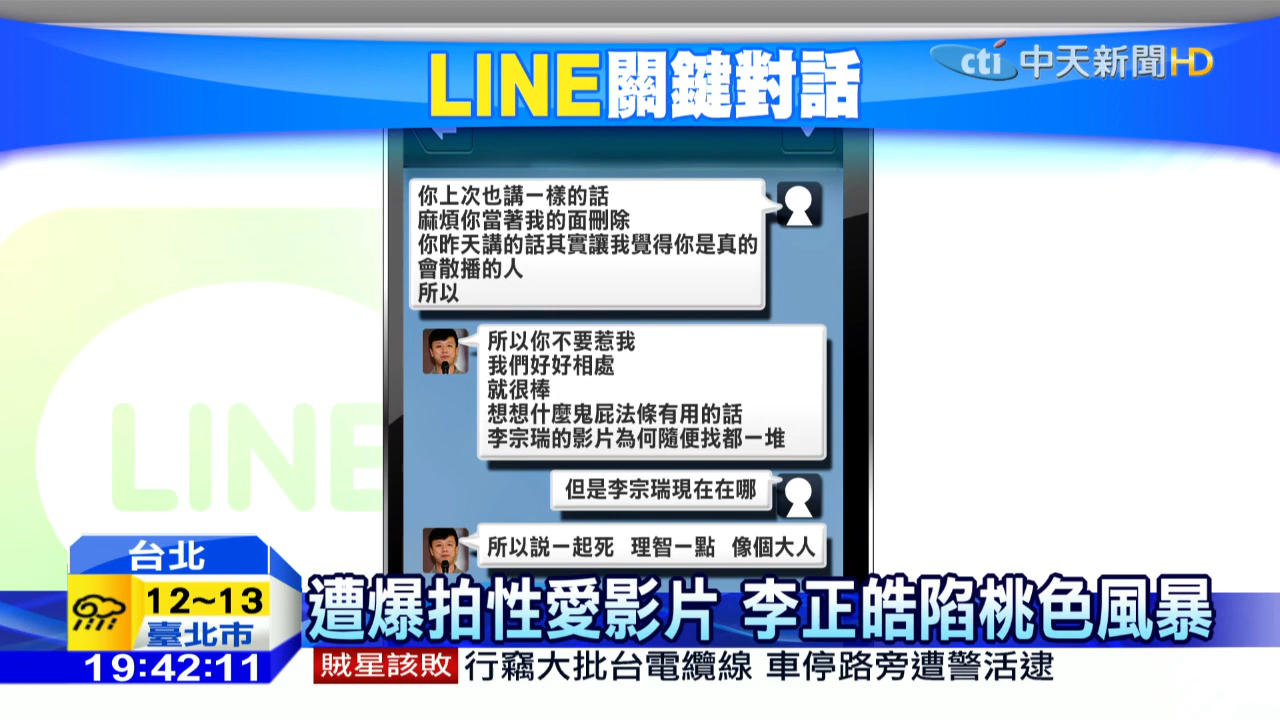 LINE關鍵對話
cti 中天新聞HD
你上次也講一樣的話
麻煩你當著我的面刪除
你昨天講的話其實讓我覺得你是真的
會散播的人
所以
所以你不要惹我
我們好好相處
就很棒
想想什麼鬼屁法條有用的話
李宗瑞的影片為何隨便找都一堆
但是李宗瑞現在在哪
所以説一起死 理智一點 像個大人
LINE
台北
12~13
臺北市
19:42:11
遭爆拍性愛影片 李正皓陷桃色風暴
賊星該敗 行竊大批台電纜線 車停路旁遭警活逮